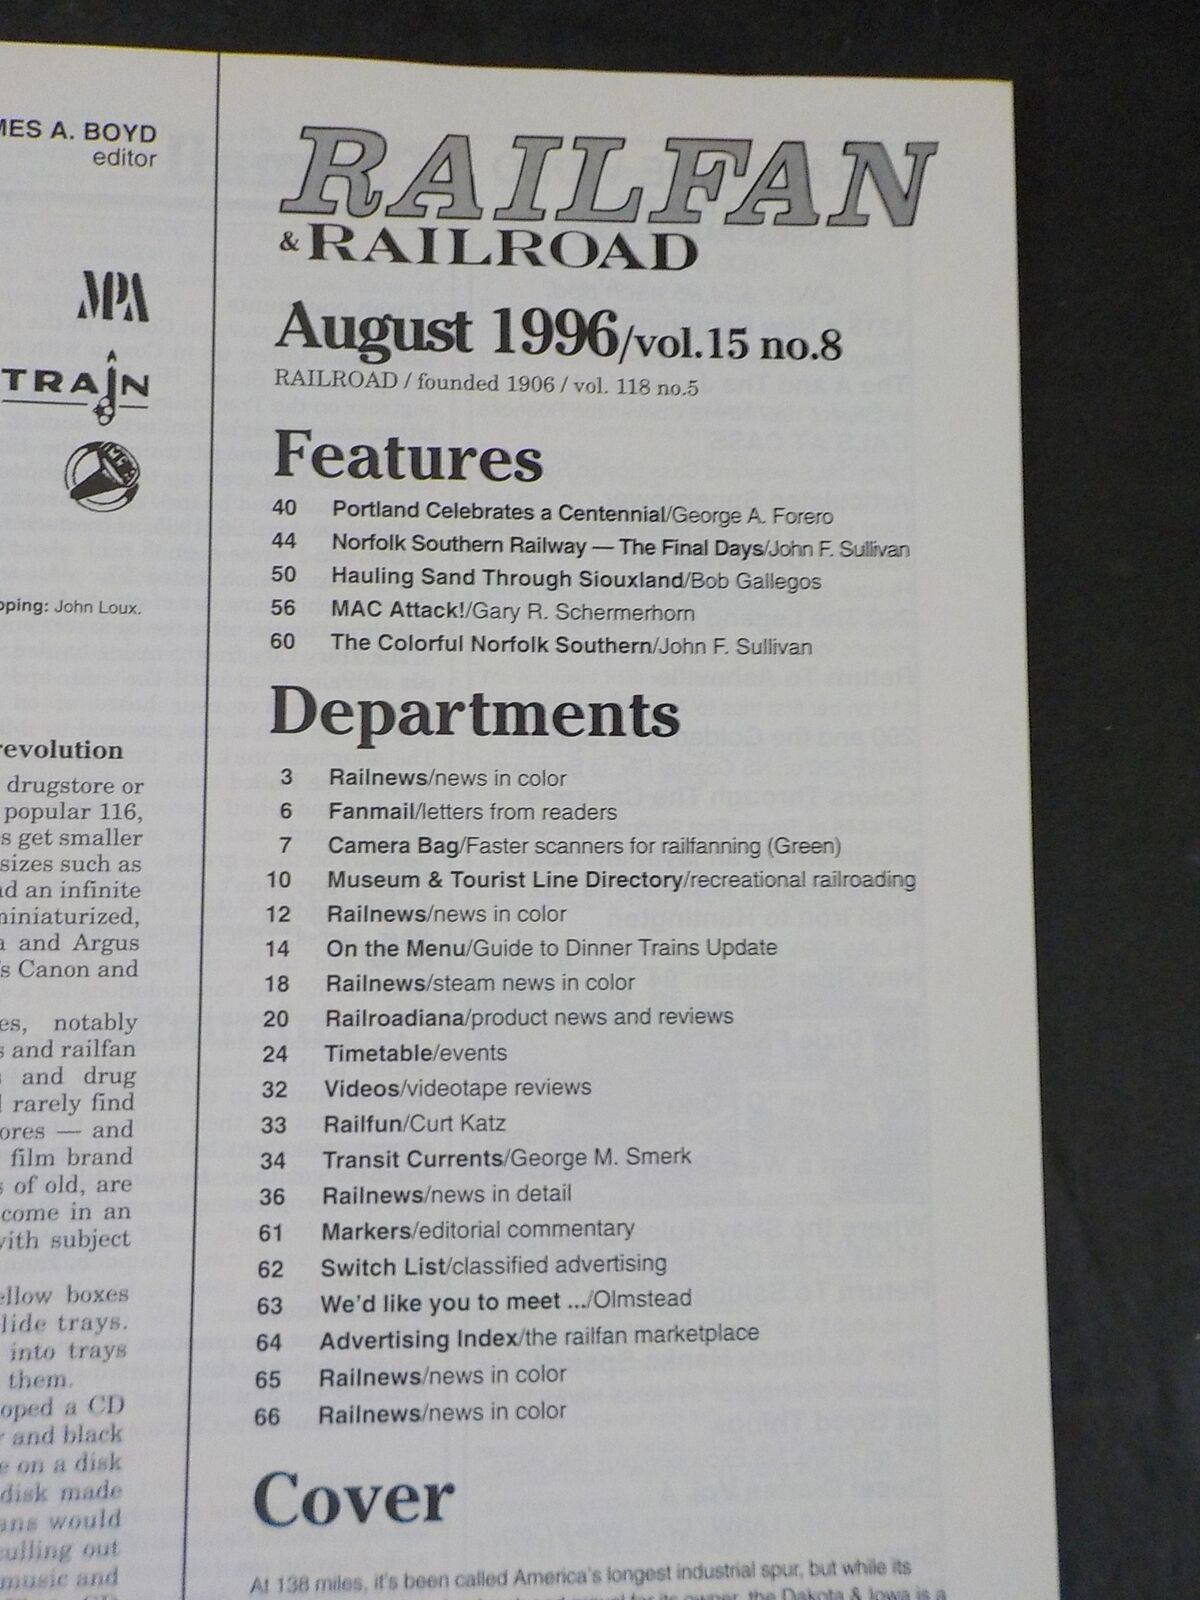 A. BOYD
editor
MPA
TRAIN
John Loux.
revolution
drugstore or
popular 116,
get smaller
sizes such as
an infinite
miniaturized,
and Argus
Canon and
notably
and railfan
and drug
rarely find
— and
film brand
of old, are
come in an
with subject
boxes
trays.
into trays
them.
a CD
and black
on a disk
disk made
would
out
music and
RAILFAN
& RAILROAD
August 1996/vol.15 no.8
RAILROAD / founded 1906 / vol. 118 no.5
Features
40 Portland Celebrates a Centennial/George A. Forero
44 Norfolk Southern Railway — The Final Days/John F. Sullivan
50 Hauling Sand Through Siouxland/Bob Gallegos
56 MAC Attack!/Gary R. Schermerhorn
60 The Colorful Norfolk Southern/John F. Sullivan
Departments
3 Railnews/news in color
6 Fanmail/letters from readers
7 Camera Bag/Faster scanners for railfanning (Green)
10 Museum & Tourist Line Directory/recreational railroading
12 Railnews/news in color
14 On the Menu/Guide to Dinner Trains Update
18 Railnews/steam news in color
20 Railroadiana/product news and reviews
24 Timetable/events
32 Videos/videotape reviews
33 Railfun/Curt Katz
34 Transit Currents/George M. Smerk
36 Railnews/news in detail
61 Markers/editorial commentary
62 Switch List/classified advertising
63 We'd like you to meet .../Olmstead
64 Advertising Index/the railfan marketplace
65 Railnews/news in color
66 Railnews/news in color
Cover
At 138 miles, it's been called America's longest industrial spur, but while its
for its owner, the Dakota & Iowa is a